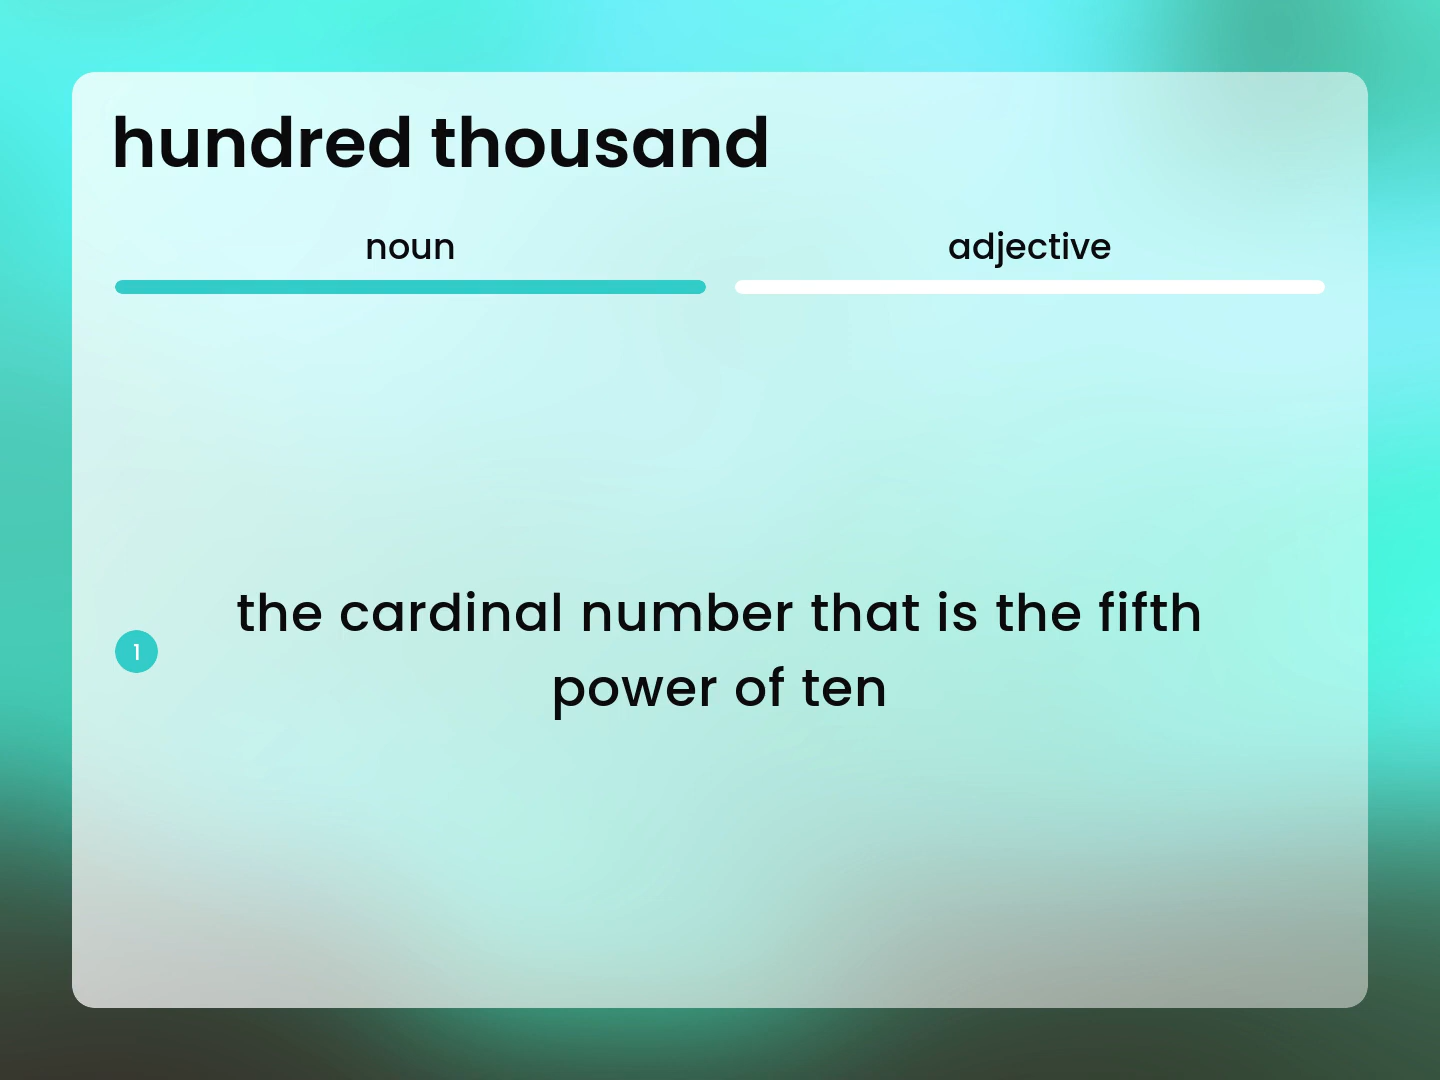 hundred thousand
noun
adjective
1
the cardinal number that is the fifth
power of ten